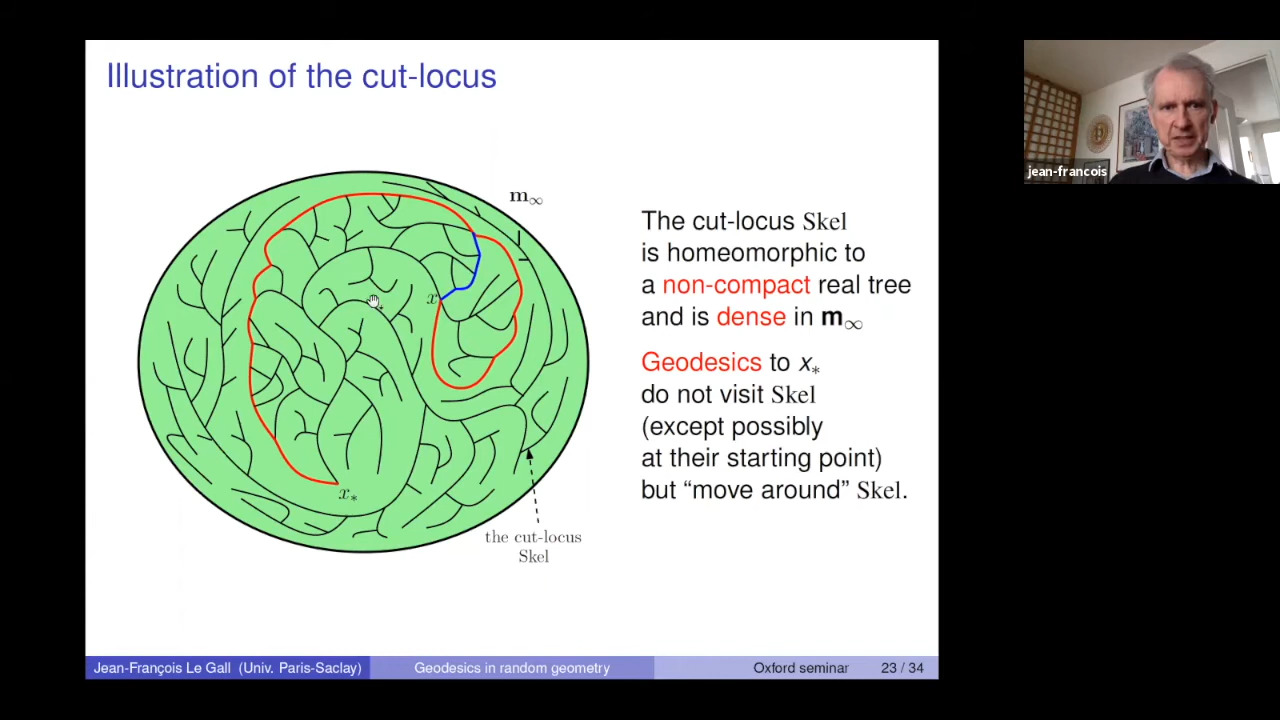 Illustration of the cut-locus
m∞
x
x∗
the cut-locus
Skel
The cut-locus Skel
is homeomorphic to
a non-compact real tree
and is dense in m∞
Geodesics to x∗
do not visit Skel
(except possibly
at their starting point)
but “move around” Skel.
Jean-François Le Gall (Univ. Paris-Saclay)
Geodesics in random geometry
Oxford seminar
23 / 34
jean-francois